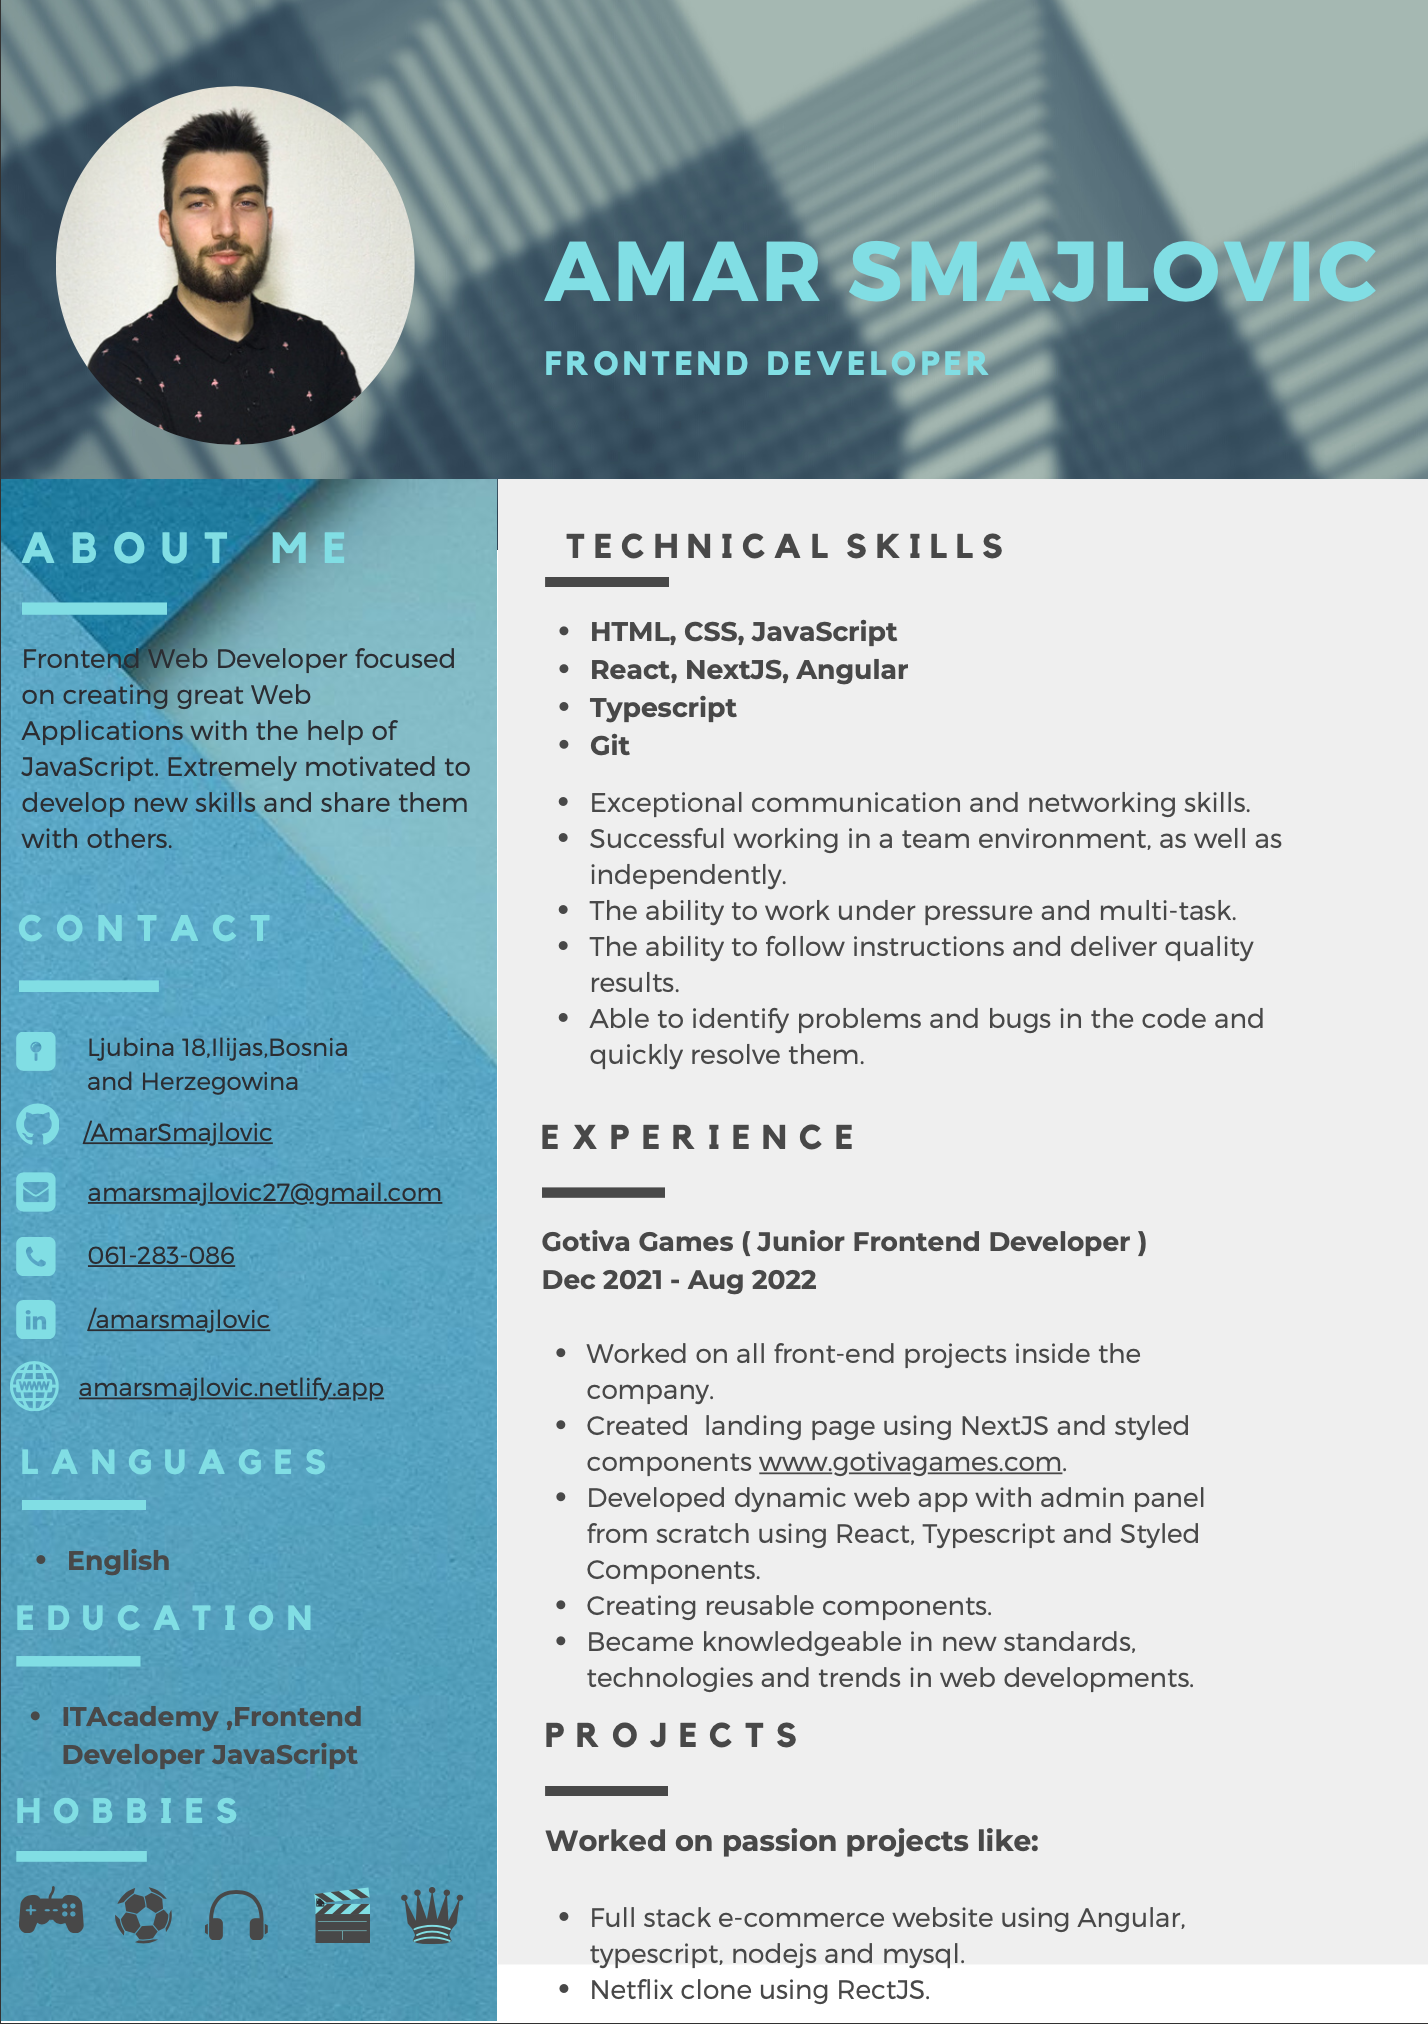 AMAR SMAJLOVIC
FRONTEND DEVELOPER
ABOUT ME
Frontend Web Developer focused
on creating great Web
Applications with the help of
JavaScript. Extremely motivated to
develop new skills and share them
with others.
CONTACT
Ljubina 18,Ilijas,Bosnia
and Herzegowina
/AmarSmajlovic
amarsmajlovic27@gmail.com
061-283-086
in
/amarsmajlovic
WWW
amarsmajlovic.netlify.app
LANGUAGES
• English
EDUCATION
• ITAcademy ,Frontend
Developer JavaScript
HOBBIES
TECHNICAL SKILLS
• HTML, CSS, JavaScript
• React, NextJS, Angular
• Typescript
• Git
• Exceptional communication and networking skills.
• Successful working in a team environment, as well as
independently.
• The ability to work under pressure and multi-task.
• The ability to follow instructions and deliver quality
results.
• Able to identify problems and bugs in the code and
quickly resolve them.
EXPERIENCE
Gotiva Games ( Junior Frontend Developer )
Dec 2021 - Aug 2022
• Worked on all front-end projects inside the
company.
• Created  landing page using NextJS and styled
components www.gotivagames.com.
• Developed dynamic web app with admin panel
from scratch using React, Typescript and Styled
Components.
• Creating reusable components.
• Became knowledgeable in new standards,
technologies and trends in web developments.
PROJECTS
Worked on passion projects like:
• Full stack e-commerce website using Angular,
typescript, nodejs and mysql.
• Netflix clone using RectJS.